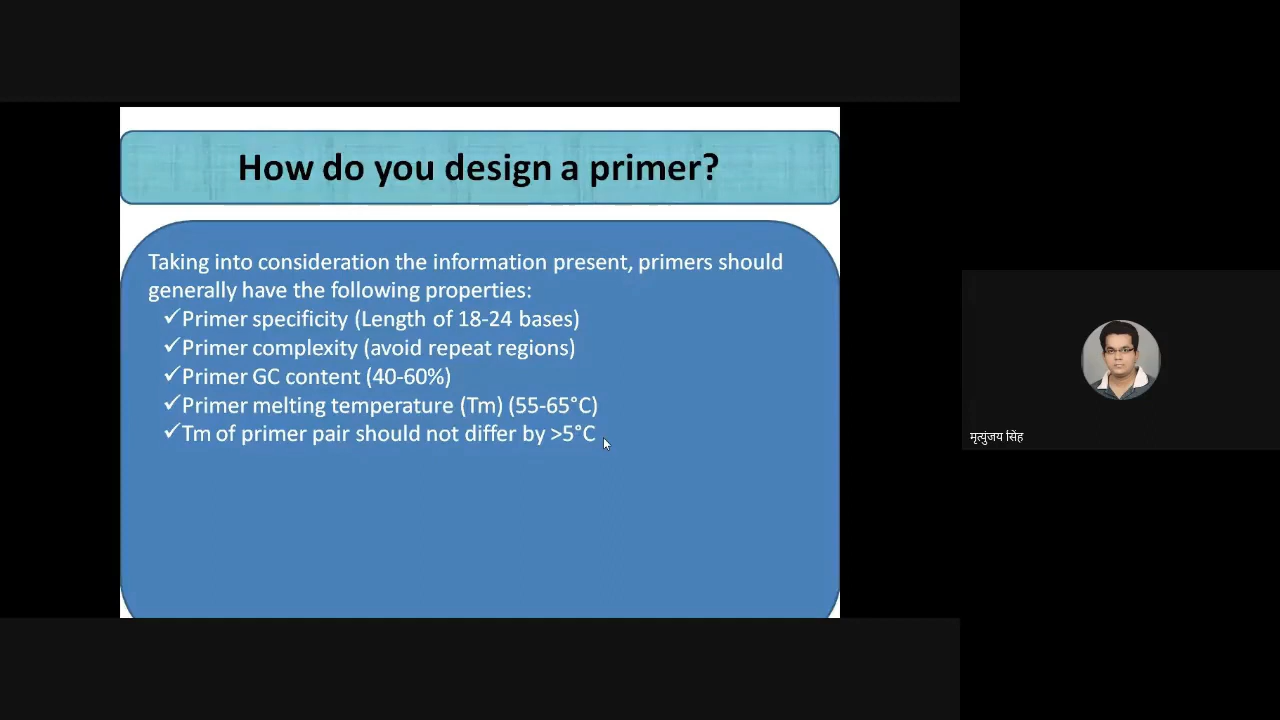 How do you design a primer?
Taking into consideration the information present, primers should
generally have the following properties:
✓Primer specificity (Length of 18-24 bases)
✓Primer complexity (avoid repeat regions)
✓Primer GC content (40-60%)
✓Primer melting temperature (Tm) (55-65°C)
✓Tm of primer pair should not differ by >5°C
मृत्युंजय सिंह